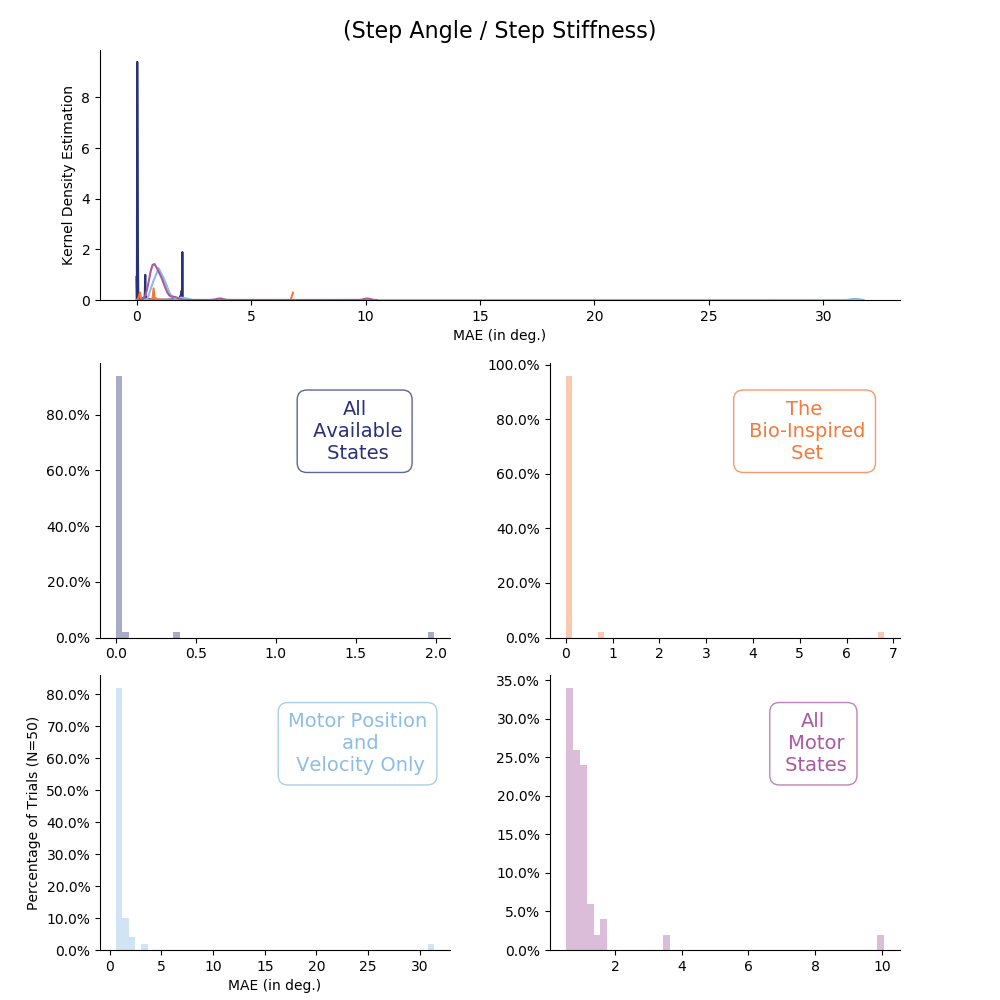 (Step Angle / Step Stiffness)
Kernel Density Estimation
8
6
4
2
0
0 5 10 15 20 25 30
MAE (in deg.)
80.0%
60.0%
40.0%
20.0%
0.0%
All
Available
States
0.0 0.5 1.0 1.5 2.0
100.0%
80.0%
60.0%
40.0%
20.0%
0.0%
The
Bio-Inspired
Set
0 1 2 3 4 5 6 7
Percentage of Trials (N=50)
80.0%
70.0%
60.0%
50.0%
40.0%
30.0%
20.0%
10.0%
0.0%
Motor Position
and
Velocity Only
0 5 10 15 20 25 30
MAE (in deg.)
35.0%
30.0%
25.0%
20.0%
15.0%
10.0%
5.0%
0.0%
All
Motor
States
2 4 6 8 10